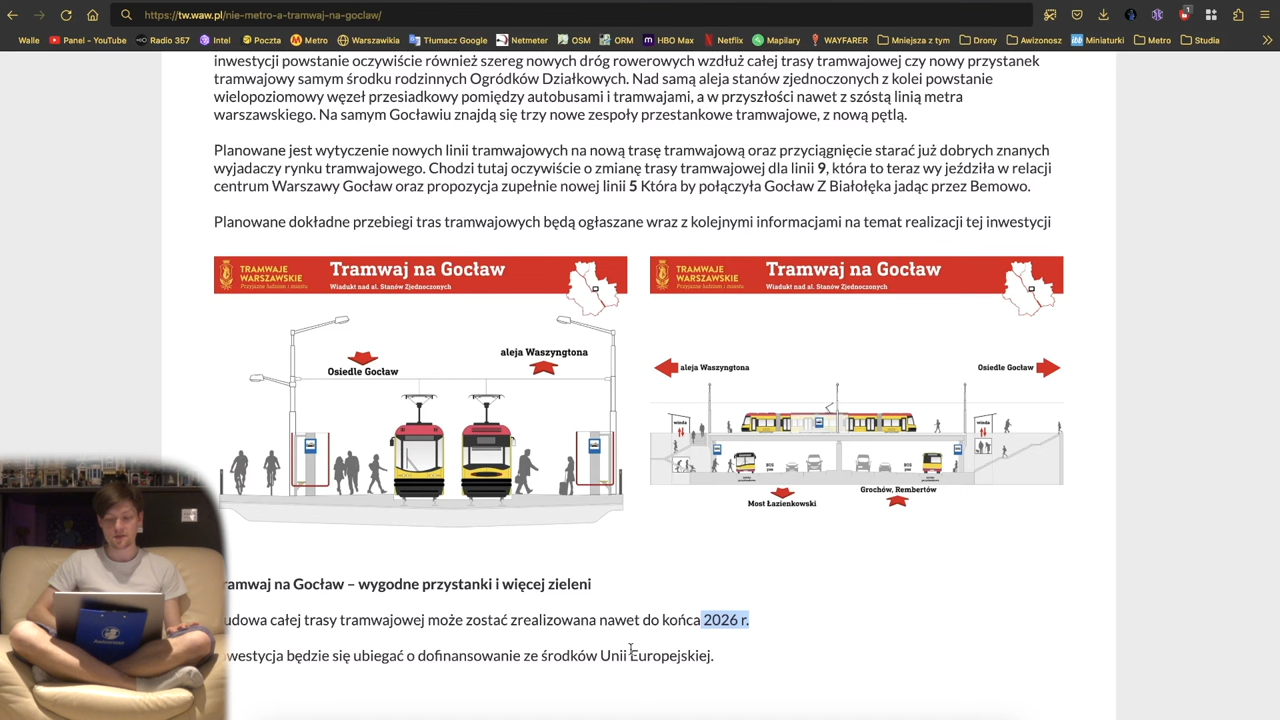 https://tw.waw.pl/nie-metro-a-tramwaj-na-goclaw/
Walle Panel - YouTube Radio 357 Intel Poczta Metro Warszawikia Tłumacz Google Netmeter OSM ORM HBO Max Netflix Mapilary WAYFARER Mniejsza z tym Drony Awizonosz Miniaturki Metro Studia
inwestycji powstanie oczywiście również szereg nowych dróg rowerowych wzdłuż całej trasy tramwajowej czy nowy przystanek
tramwajowy samym środku rodzinnych Ogródków Działkowych. Nad samą aleja stanów zjednoczonych z kolei powstanie
wielopoziomowy węzeł przesiadkowy pomiędzy autobusami i tramwajami, a w przyszłości nawet z szóstą linią metra
warszawskiego. Na samym Gocławiu znajdą się trzy nowe zespoły przestankowe tramwajowe, z nową pętlą.
Planowane jest wytyczenie nowych linii tramwajowych na nową trasę tramwajową oraz przyciągnięcie starać już dobrych znanych
wyjadaczy rynku tramwajowego. Chodzi tutaj oczywiście o zmianę trasy tramwajowej dla linii 9, która to teraz wy jeździła w relacji
centrum Warszawy Gocław oraz propozycja zupełnie nowej linii 5 Która by połączyła Gocław Z Białołęka jadąc przez Bemowo.
Planowane dokładne przebiegi tras tramwajowych będą ogłaszane wraz z kolejnymi informacjami na temat realizacji tej inwestycji
TRAMWAJE
WARSZAWSKIE
Przyjazne ludziom i miastu
Tramwaj na Gocław
Wiadukt nad al. Stanów Zjednoczonych
Osiedle Gocław
aleja Waszyngtona
TRAMWAJE
WARSZAWSKIE
Przyjazne ludziom i miastu
Tramwaj na Gocław
Wiadukt nad al. Stanów Zjednoczonych
aleja Waszyngtona
Osiedle Gocław
winda
winda
Most Łazienkowski
Grochów, Rembertów
ramwaj na Gocław – wygodne przystanki i więcej zieleni
udowa całej trasy tramwajowej może zostać zrealizowana nawet do końca 2026 r.
westycja będzie się ubiegać o dofinansowanie ze środków Unii Europejskiej.